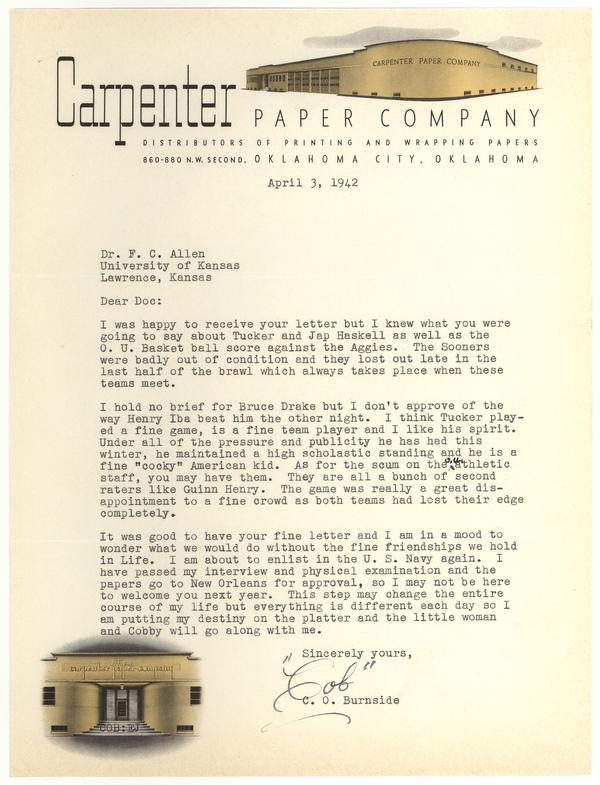 CARPENTER PAPER COMPANY
Carpenter PAPER COMPANY
DISTRIBUTORS OF PRINTING AND WRAPPING PAPERS
860-880 N.W. SECOND, OKLAHOMA CITY, OKLAHOMA
April 3, 1942
Dr. F. C. Allen
University of Kansas
Lawrence, Kansas
Dear Doc:
I was happy to receive your letter but I knew what you were
going to say about Tucker and Jap Haskell as well as the
O. U. Basket ball score against the Aggies. The Sooners
were badly out of condition and they lost out late in the
last half of the brawl which always takes place when these
teams meet.
I hold no brief for Bruce Drake but I don't approve of the
way Henry Iba beat him the other night. I think Tucker play-
ed a fine game, is a fine team player and I like his spirit.
Under all of the pressure and publicity he has had this
winter, he maintained a high scholastic standing and he is a
fine "cocky" American kid. As for the scum on the O.U. athletic
staff, you may have them. They are all a bunch of second
raters like Guinn Henry. The game was really a great dis-
appointment to a fine crowd as both teams had lost their edge
completely.
It was good to have your fine letter and I am in a mood to
wonder what we would do without the fine friendships we hold
in Life. I am about to enlist in the U. S. Navy again. I
have passed my interview and physical examination and the
papers go to New Orleans for approval, so I may not be here
to welcome you next year. This step may change the entire
course of my life but everything is different each day so I
am putting my destiny on the platter and the little woman
and Cobby will go along with me.
Sincerely yours,
"Cob"
C. O. Burnside
Carpenter Paper Company
COB:EJ